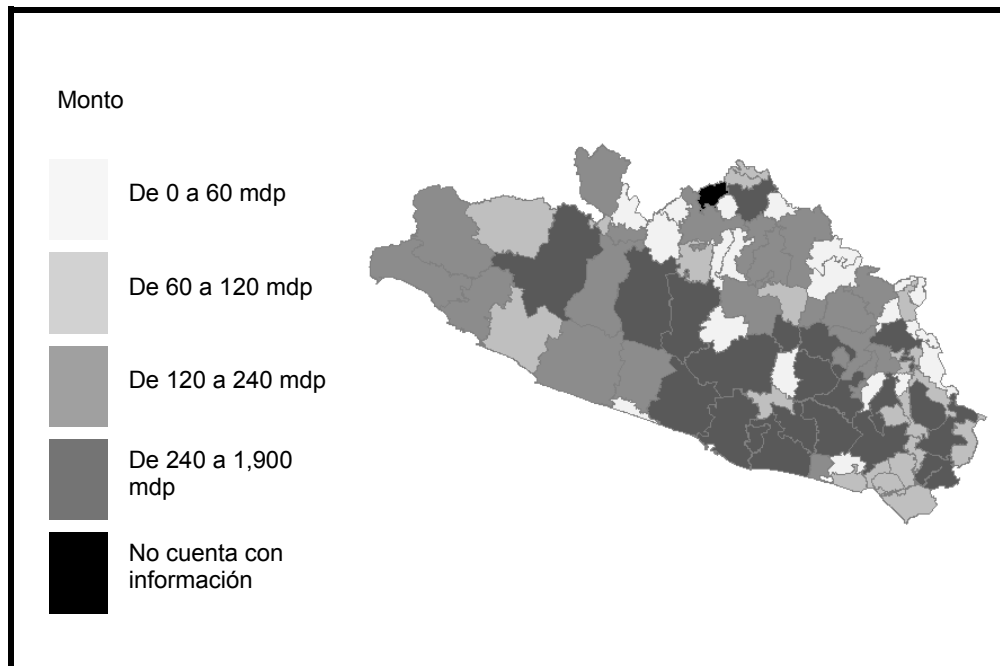 Monto
De 0 a 60 mdp
De 60 a 120 mdp
De 120 a 240 mdp
De 240 a 1,900
mdp
No cuenta con
información